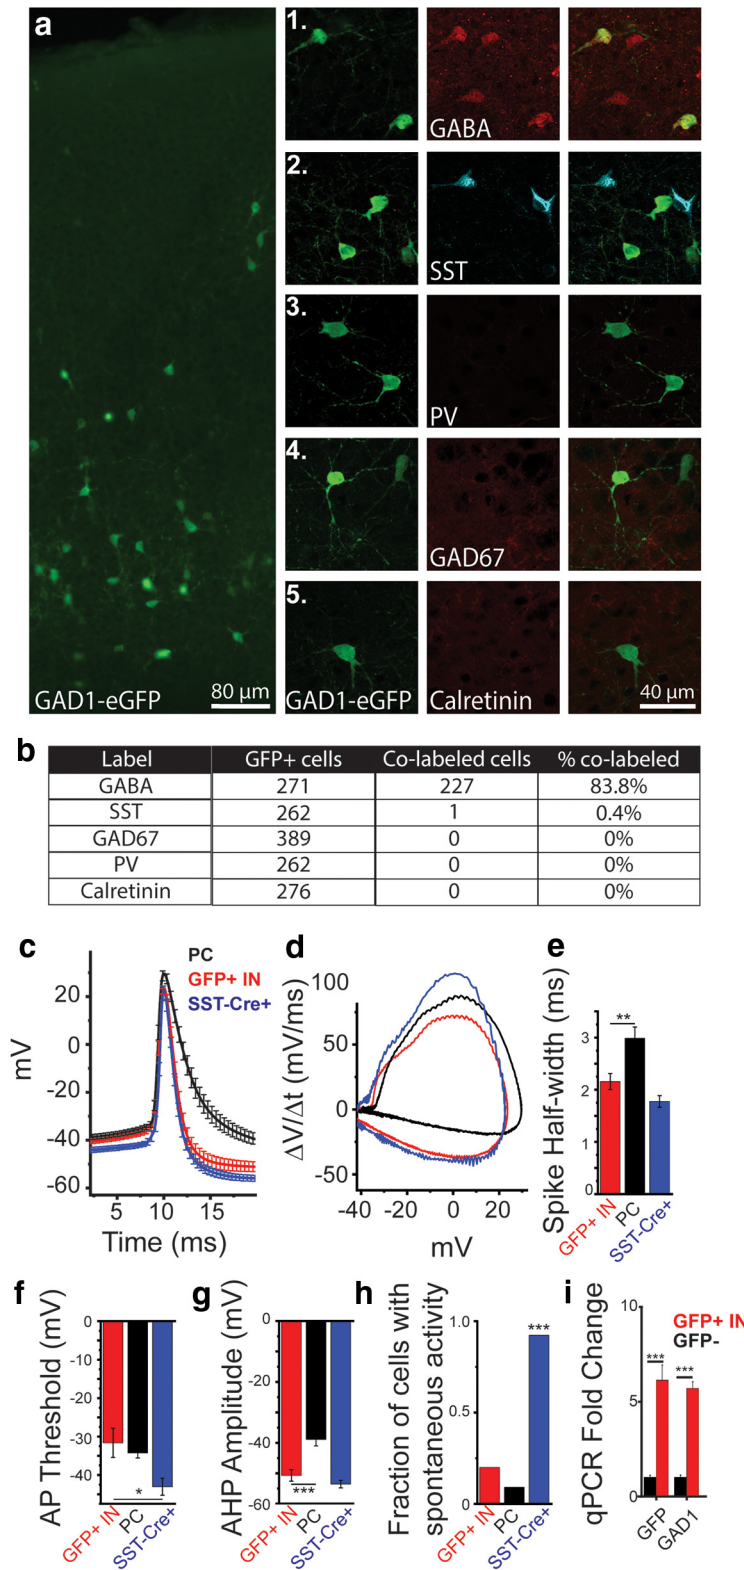 a
GAD1-eGFP
80 µm
1.
GABA
2.
SST
3.
PV
4.
GAD67
5.
GAD1-eGFP
Calretinin
40 µm
b
Label GFP+ cells Co-labeled cells % co-labeled
GABA 271 227 83.8%
SST 262 1 0.4%
GAD67 389 0 0%
PV 262 0 0%
Calretinin 276 0 0%
c
PC
GFP+ IN
SST-Cre+
mV
20
0
-20
-40
-60
5 10 15
Time (ms)
d
ΔV/Δt (mV/ms)
100
50
0
-50
-40 -20 0 20
mV
e
Spike Half-width (ms)
3
2
2
1
1
0
**
GFP+ IN
PC
SST-Cre+
f
AP Threshold (mV)
0
-10
-20
-30
-40
*
GFP+ IN
PC
SST-Cre+
g
AHP Amplitude (mV)
0
-20
-40
-60
***
GFP+ IN
PC
SST-Cre+
h
Fraction of cells with
spontaneous activity
1.0
0.5
0
***
GFP+ IN
PC
SST-Cre+
i
qPCR Fold Change
10
5
0
GFP+ IN
GFP-
*** ***
GFP
GAD1